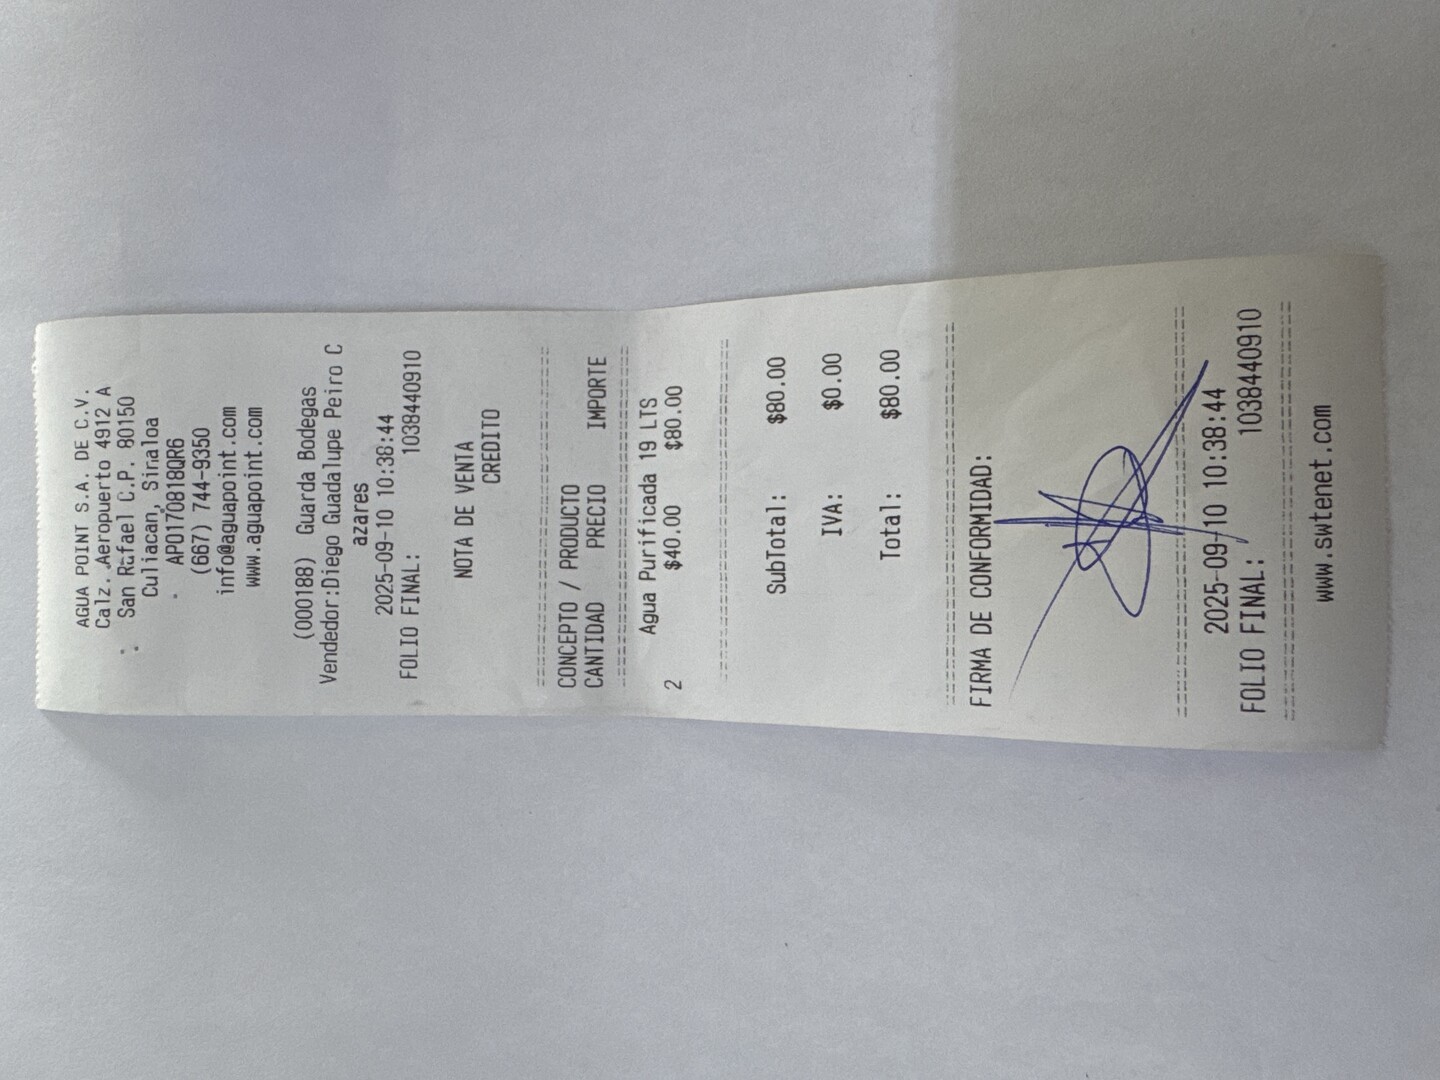 AGUA POINT S.A. DE C.V.
Calz. Aeropuerto 4912 A
San Rafael C.P. 80150
Culiacan, Sinaloa
APO170818QR6
(667) 744-9350
info@aguapoint.com
www.aguapoint.com
(000188) Guarda Bodegas
Vendedor:Diego Guadalupe Peiro C
azares
2025-09-10 10:38:44
FOLIO FINAL: 1038440910
NOTA DE VENTA
CREDITO
CONCEPTO / PRODUCTO
CANTIDAD PRECIO IMPORTE
Agua Purificada 19 LTS
2 $40.00 $80.00
SubTotal: $80.00
IVA: $0.00
Total: $80.00
FIRMA DE CONFORMIDAD:
2025-09-10 10:38:44
FOLIO FINAL: 1038440910
www.swtenet.com